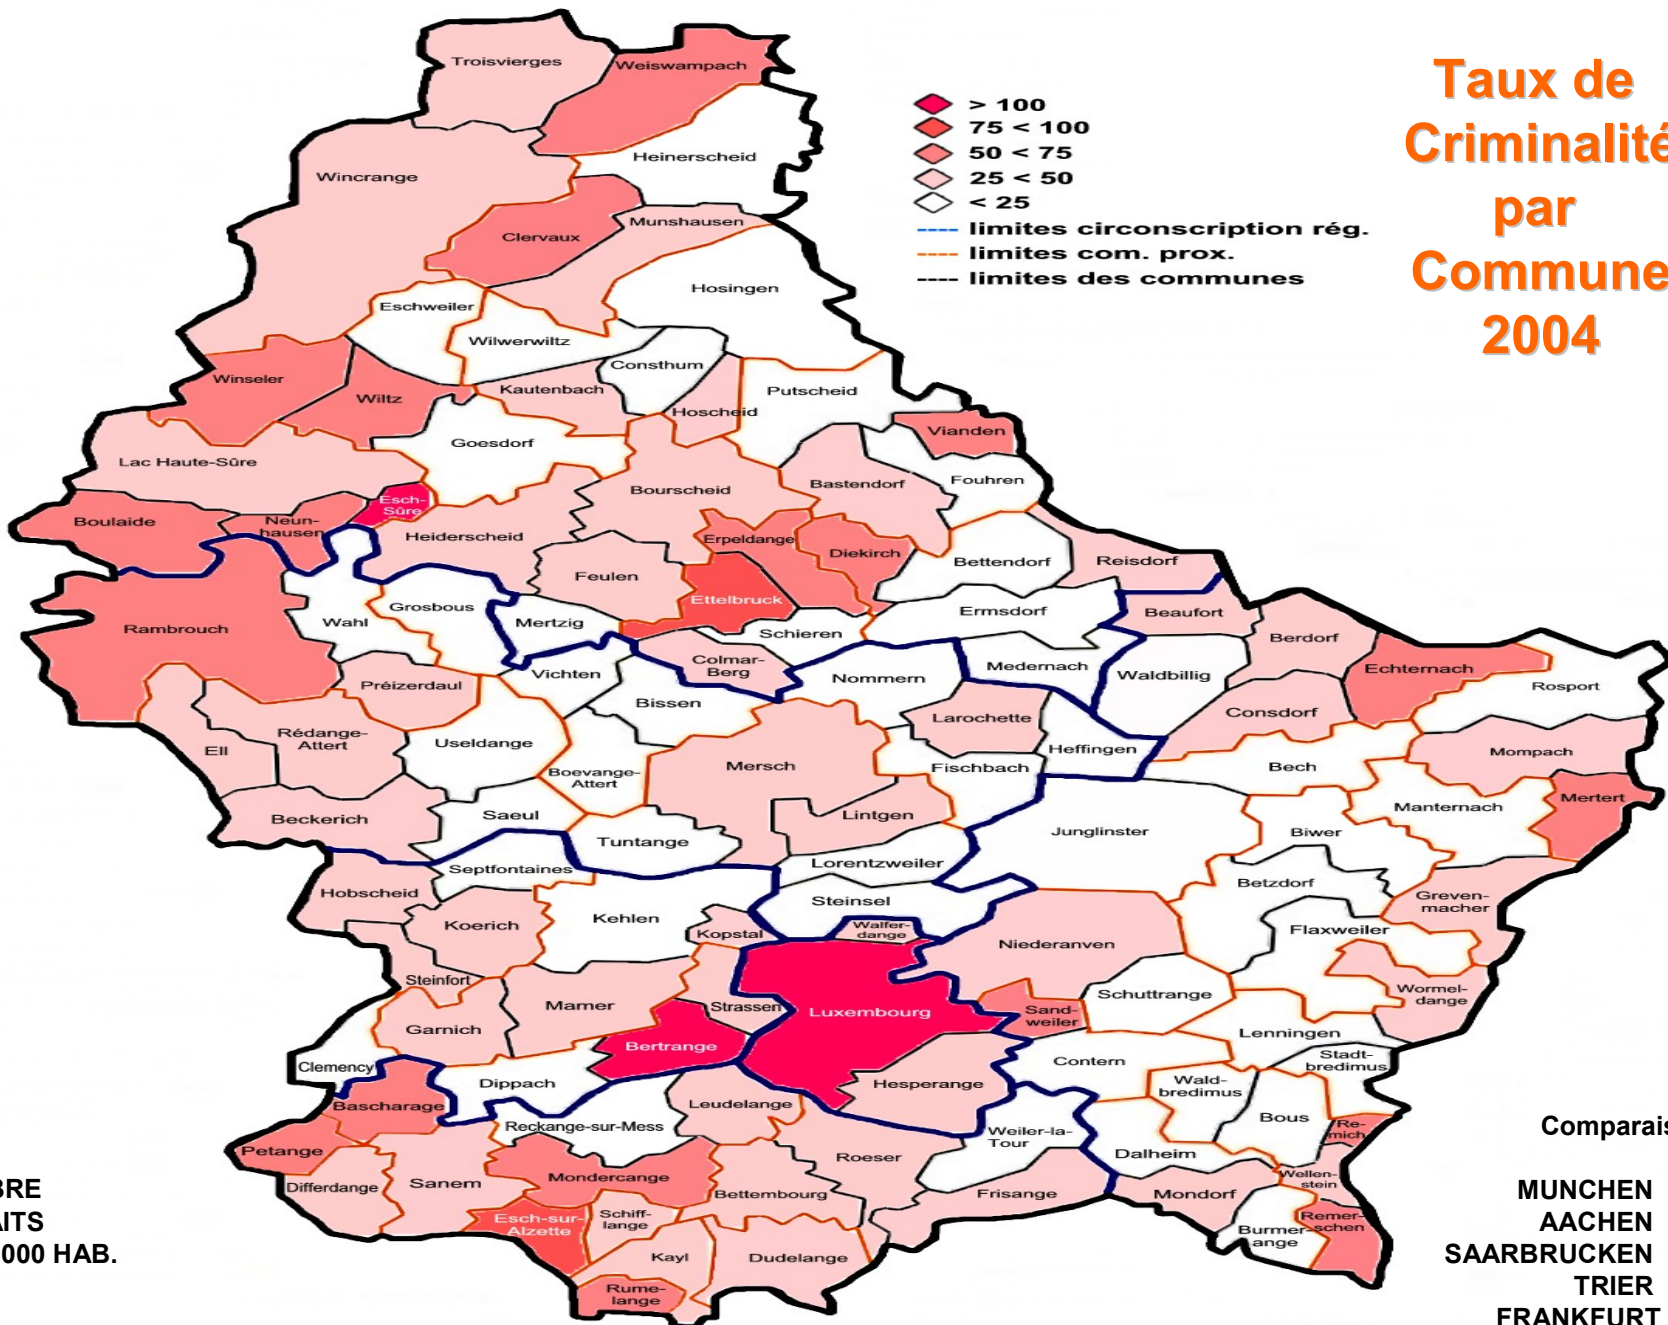 Taux de
Criminalité
par
Commune
2004
> 100
75 < 100
50 < 75
25 < 50
< 25
limites circonscription rég.
limites com. prox.
limites des communes
Troisvierges
Weiswampach
Heinerscheid
Wincrange
Munshausen
Clervaux
Hosingen
Eschweiler
Wilwerwiltz
Consthum
Winseler
Wiltz
Kautenbach
Putscheid
Hoscheid
Goesdorf
Vianden
Lac Haute-Sûre
Fouhren
Bastendorf
Bourscheid
Esch-
Sûre
Boulaide
Neun-
hausen
Heiderscheid
Erpeldange
Diekirch
Bettendorf
Reisdorf
Feulen
Ettelbruck
Ermsdorf
Beaufort
Grosbous
Wahl
Mertzig
Rambrouch
Schieren
Berdorf
Colmar-
Berg
Medernach
Echternach
Vichten
Nommern
Waldbillig
Rosport
Préizerdaul
Bissen
Larochette
Consdorf
Rédange-
Attert
Ell
Useldange
Heffingen
Mompach
Mersch
Fischbach
Bech
Boevange-
Attert
Mertert
Manternach
Beckerich
Saeul
Lintgen
Junglinster
Biwer
Tuntange
Lorentzweiler
Septfontaines
Betzdorf
Hobscheid
Steinsel
Greven-
macher
Koerich
Kehlen
Kopstal
Walfer-
dange
Flaxweiler
Niederanven
Steinfort
Mamer
Strassen
Schuttrange
Wormel-
dange
Luxembourg
Sand-
weiler
Garnich
Bertrange
Lenningen
Clemency
Dippach
Contern
Stadt-
bredimus
Hesperange
Wald-
bredimus
Bascharage
Leudelange
Bous
Reckange-sur-Mess
Weiler-la-
Tour
Re-
mich
Petange
Dalheim
Roeser
Mondercange
Wellen-
stein
Differdange
Sanem
Bettembourg
Frisange
Mondorf
Esch-sur-
Alzette
Schiff-
lange
Remer-
schen
Burmer-
ange
Kayl
Dudelange
Rume-
lange
BRE
AITS
000 HAB.
Comparais
MUNCHEN
AACHEN
SAARBRUCKEN
TRIER
FRANKFURT